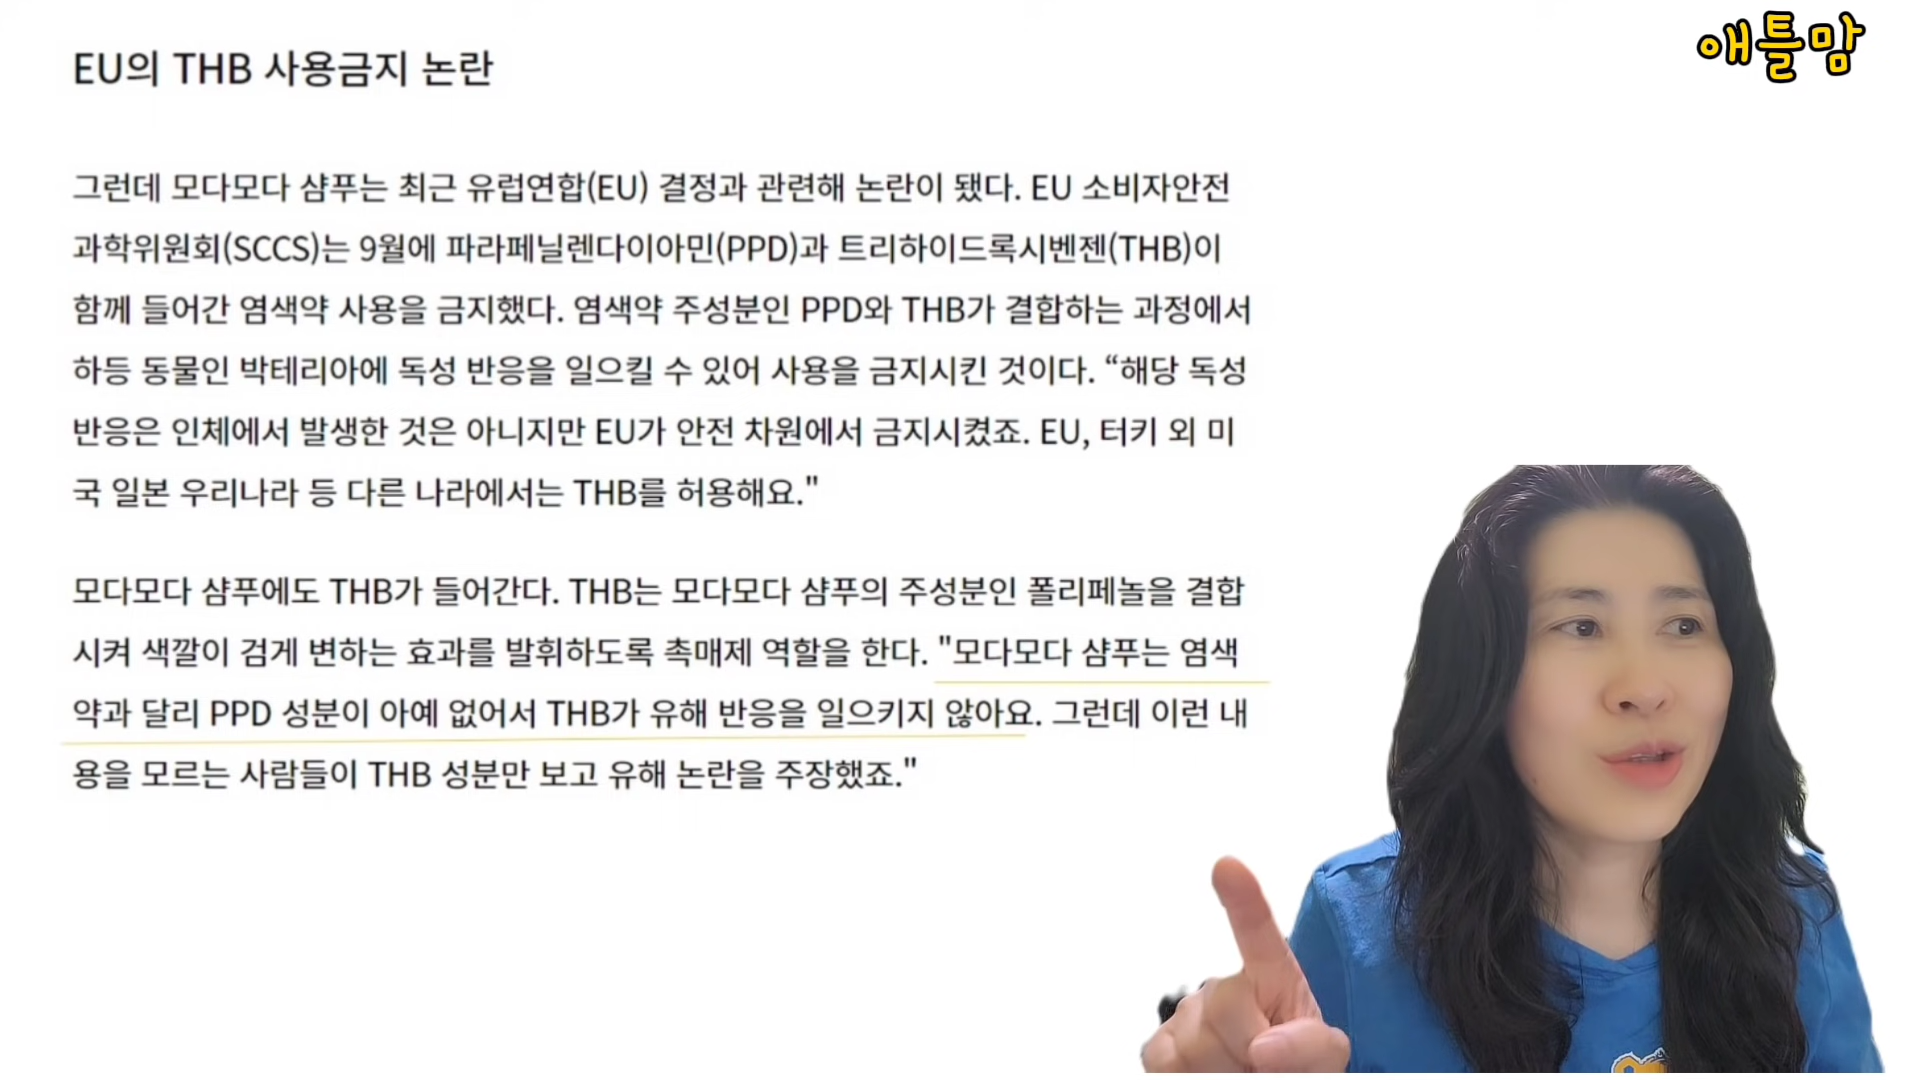 애틀맘
EU의 THB 사용금지 논란
그런데 모다모다 샴푸는 최근 유럽연합(EU) 결정과 관련해 논란이 됐다. EU 소비자안전
과학위원회(SCCS)는 9월에 파라페닐렌다이아민(PPD)과 트리하이드록시벤젠(THB)이
함께 들어간 염색약 사용을 금지했다. 염색약 주성분인 PPD와 THB가 결합하는 과정에서
하등 동물인 박테리아에 독성 반응을 일으킬 수 있어 사용을 금지시킨 것이다. “해당 독성
반응은 인체에서 발생한 것은 아니지만 EU가 안전 차원에서 금지시켰죠. EU, 터키 외 미
국 일본 우리나라 등 다른 나라에서는 THB를 허용해요."
모다모다 샴푸에도 THB가 들어간다. THB는 모다모다 샴푸의 주성분인 폴리페놀을 결합
시켜 색깔이 검게 변하는 효과를 발휘하도록 촉매제 역할을 한다. "모다모다 샴푸는 염색
약과 달리 PPD 성분이 아예 없어서 THB가 유해 반응을 일으키지 않아요. 그런데 이런 내
용을 모르는 사람들이 THB 성분만 보고 유해 논란을 주장했죠."